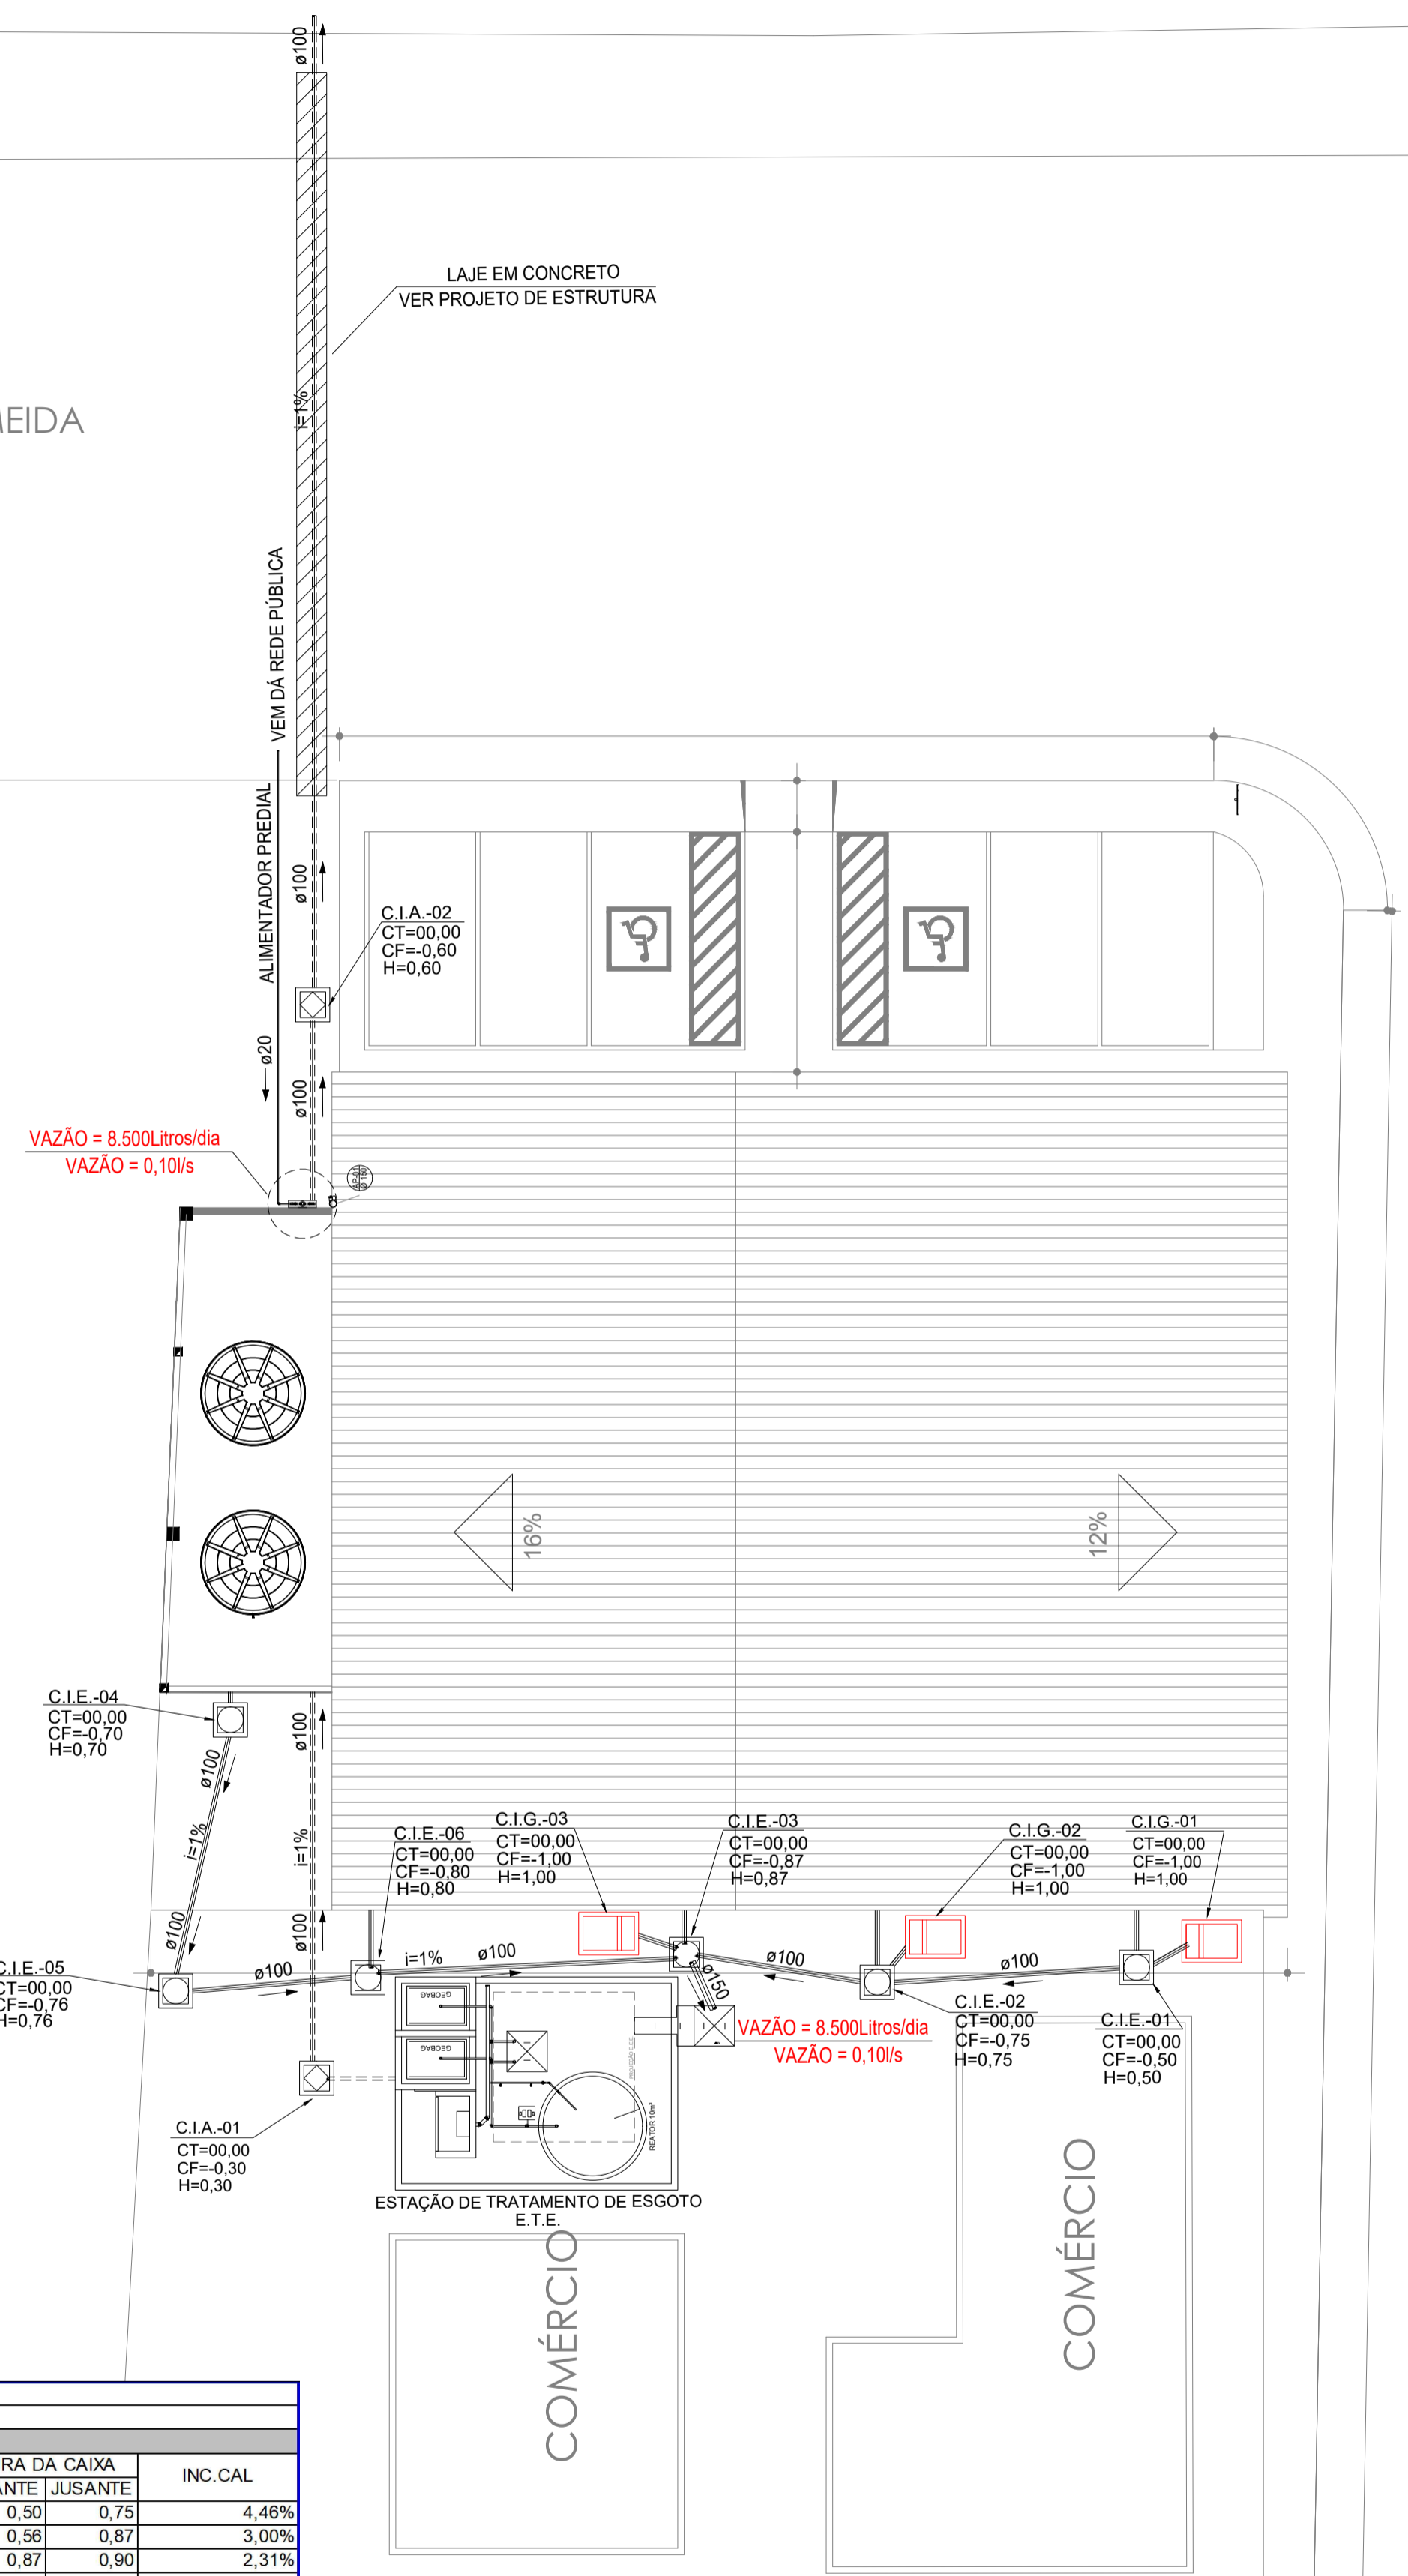 ø100
LAJE EM CONCRETO
VER PROJETO DE ESTRUTURA
i=1%
MEIDA
VEM DÁ REDE PÚBLICA
ALIMENTADOR PREDIAL
ø100
C.I.A.-02
CT=00,00
CF=-0,60
H=0,60
ø20
ø100
VAZÃO = 8.500Litros/dia
VAZÃO = 0,10l/s
AP-01
Ø 150
16%
12%
C.I.E.-04
CT=00,00
CF=-0,70
H=0,70
ø100
ø100
i=1%
i=1%
C.I.E.-06
CT=00,00
CF=-0,80
H=0,80
C.I.G.-03
CT=00,00
CF=-1,00
H=1,00
C.I.E.-03
CT=00,00
CF=-0,87
H=0,87
C.I.G.-02
CT=00,00
CF=-1,00
H=1,00
C.I.G.-01
CT=00,00
CF=-1,00
H=1,00
ø100
ø100
i=1%
ø100
ø100
ø100
C.I.E.-05
CT=00,00
CF=-0,76
H=0,76
ø100
ø150
GEOBAG
GEOBAG
VAZÃO = 8.500Litros/dia
VAZÃO = 0,10l/s
C.I.E.-02
CT=00,00
CF=-0,75
H=0,75
C.I.E.-01
CT=00,00
CF=-0,50
H=0,50
REATOR 10m³
C.I.A.-01
CT=00,00
CF=-0,30
H=0,30
ESTAÇÃO DE TRATAMENTO DE ESGOTO
E.T.E.
COMÉRCIO
COMÉRCIO
RA DA CAIXA
INC.CAL
ANTE JUSANTE
0,50 0,75 4,46%
0,56 0,87 3,00%
0,87 0,90 2,31%